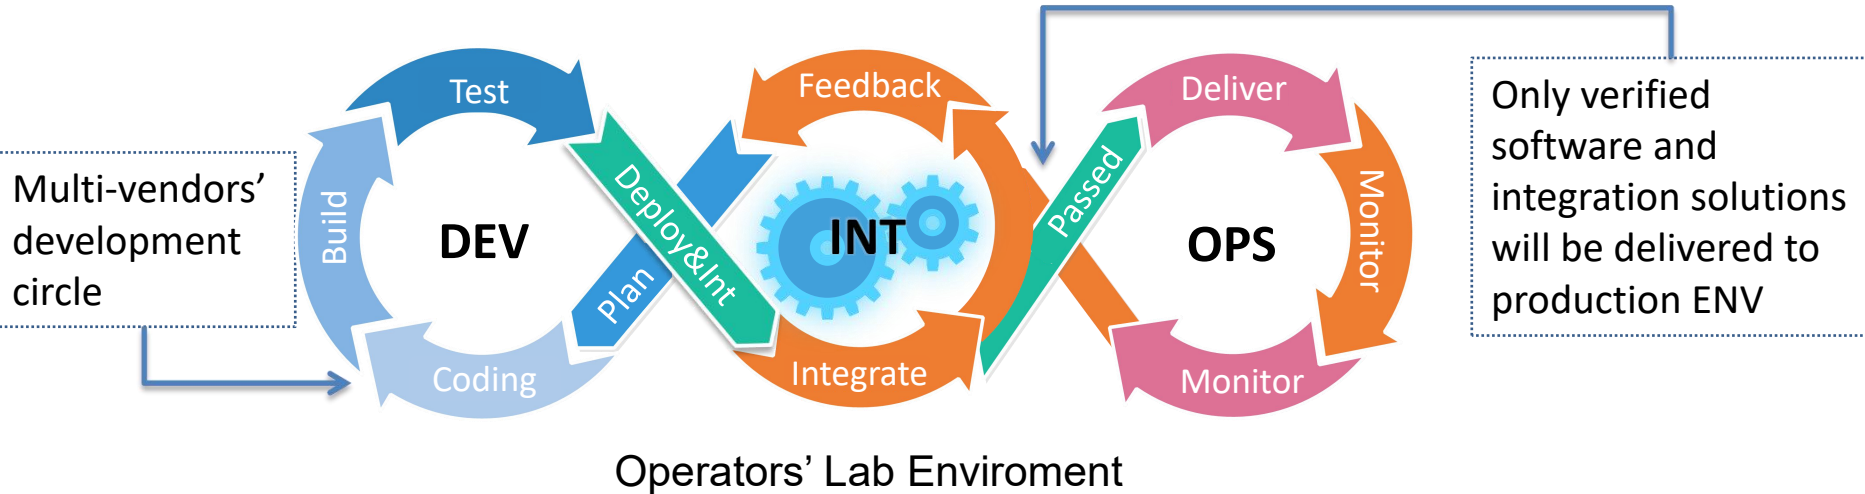 Multi-vendors’
development
circle
Test
Build
DEV
Coding
Plan
Deploy&Int
Feedback
INT
Integrate
Passed
Deliver
Monitor
OPS
Monitor
Only verified
software and
integration solutions
will be delivered to
production ENV
Operators’ Lab Enviroment